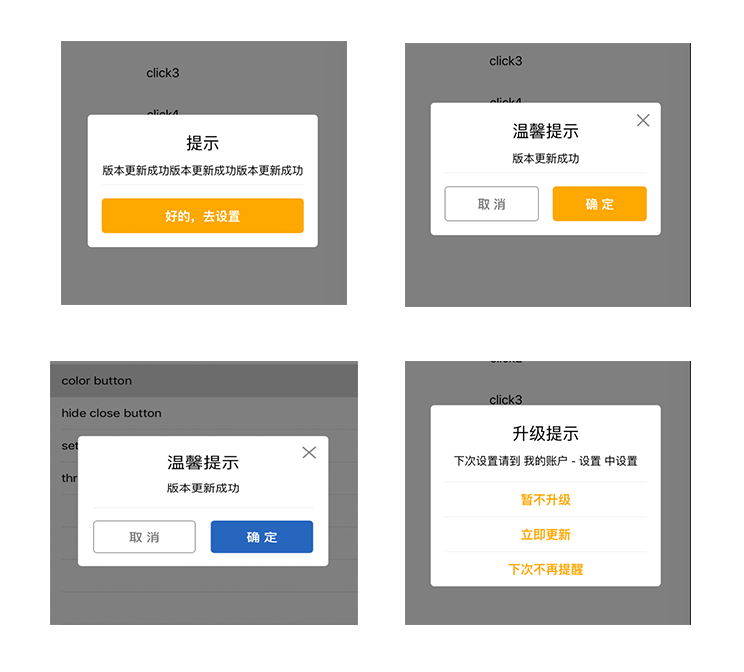 click3
click4
提示
版本更新成功版本更新成功版本更新成功
好的，去设置
click3
click4
温馨提示
版本更新成功
取 消
确 定
color button
hide close button
set
thr
温馨提示
版本更新成功
取 消
确 定
click2
click3
升级提示
下次设置请到 我的账户 - 设置 中设置
暂不升级
立即更新
下次不再提醒